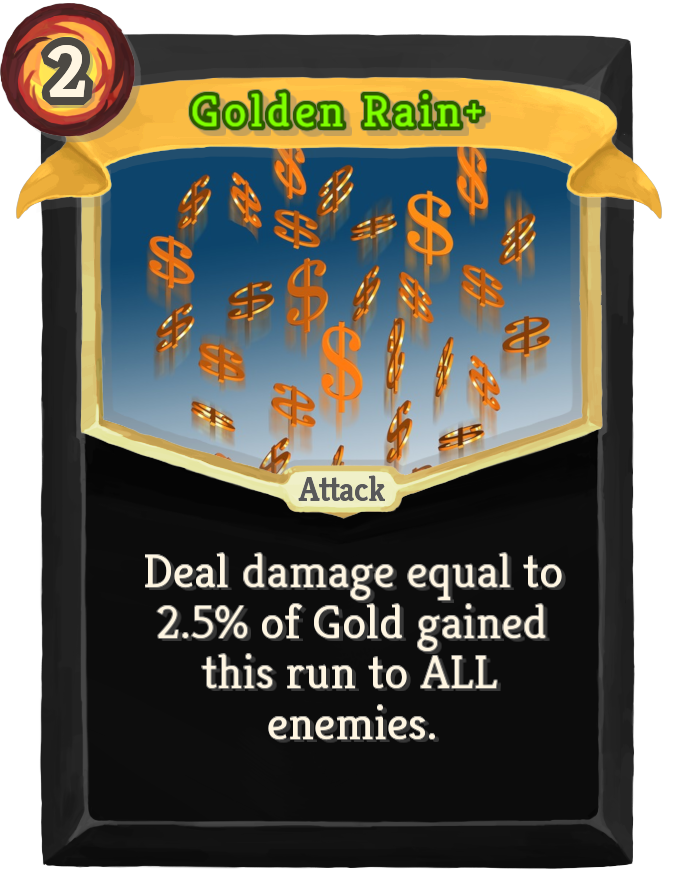 2
Golden Rain+
Attack
Deal damage equal to
2.5% of Gold gained
this run to ALL
enemies.